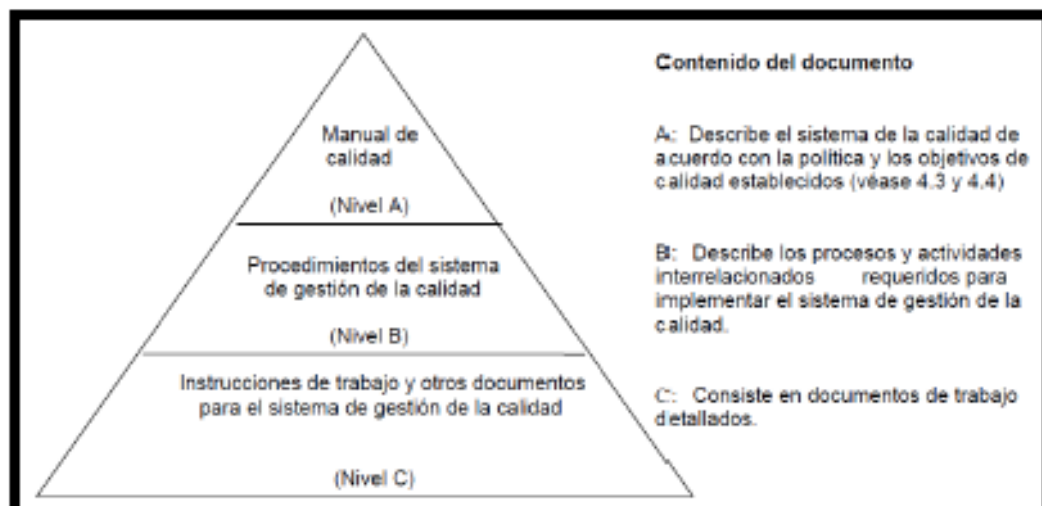 Manual de
calidad
(Nivel A)
Procedimientos del sistema
de gestión de la calidad
(Nivel B)
Instrucciones de trabajo y otros documentos
para el sistema de gestión de la calidad
(Nivel C)
Contenido del documento
A: Describe el sistema de la calidad de
acuerdo con la política y los objetivos de
calidad establecidos (véase 4.3 y 4.4)
B: Describe los procesos y actividades
interrelacionados requeridos para
implementar el sistema de gestión de la
calidad.
C: Consiste en documentos de trabajo
detallados.